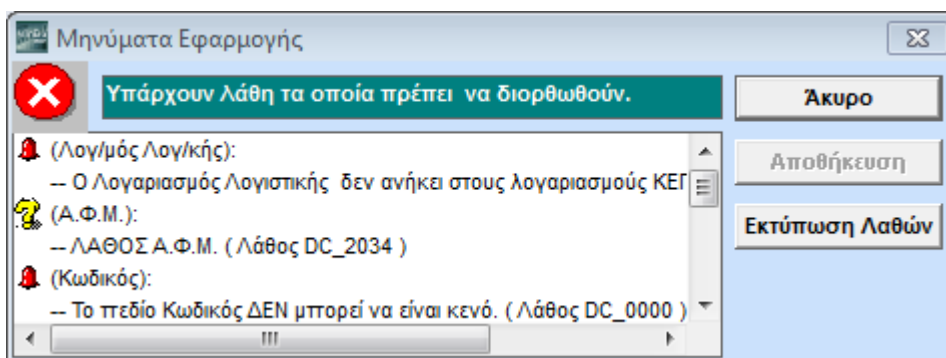 Μηνύματα Εφαρμογής
Υπάρχουν Λάθη τα οποία πρέπει να διορθωθούν.
Άκυρο
(Λογ/μός Λογ/κής):
-- Ο Λογαριασμός Λογιστικής δεν ανήκει στους λογαριασμούς
Αποθήκευση
(Α.Φ.Μ.):
-- ΛΑΘΟΣ Α.Φ.Μ. ( Λάθος DC_2034 )
Εκτύπωση Λαθών
(Κωδικός):
-- Το πεδίο Κωδικός ΔΕΝ μπορεί να είναι κενό. ( Λάθος DC_0000 )